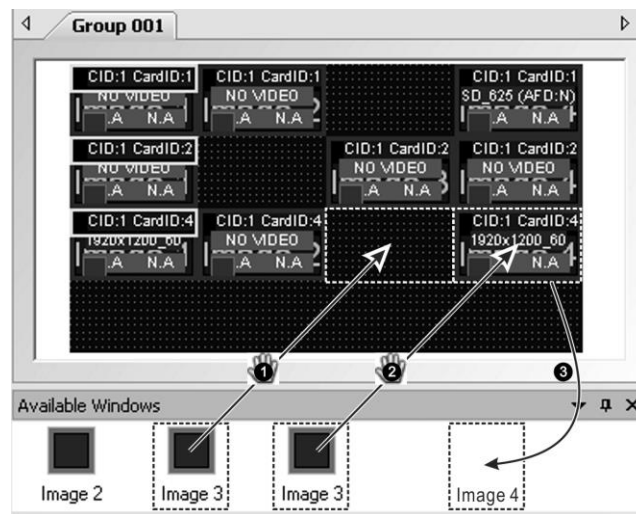 Group 001
CID:1 CardID:1 CID:1 CardID:1 CID:1 CardID:1
NO VIDEO NO VIDEO SD_625 (AFD:N)
.A N.A .A N.A 2 .A N.A
CID:1 CardID:2 CID:1 CardID:2 CID:1 CardID:2
NO VIDEO NO VIDEO NO VIDEO
.A N.A .A N.A 3 .A N.A
CID:1 CardID:4 CID:1 CardID:4 CID:1 CardID:4
1920x1200_60 NO VIDEO 1920x1200_60
.A N.A .A N.A 2 N.A
1 2 3
Available Windows
Image 2 Image 3 Image 3 Image 4